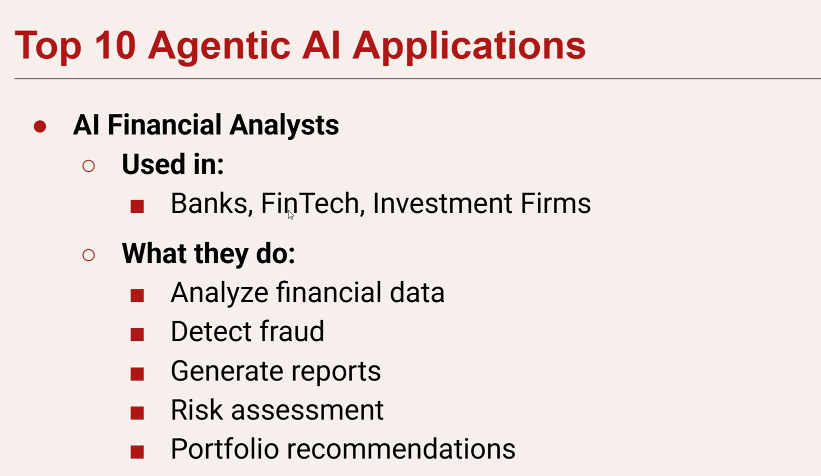 Top 10 Agentic AI Applications
AI Financial Analysts
Used in:
Banks, FinTech, Investment Firms
What they do:
Analyze financial data
Detect fraud
Generate reports
Risk assessment
Portfolio recommendations